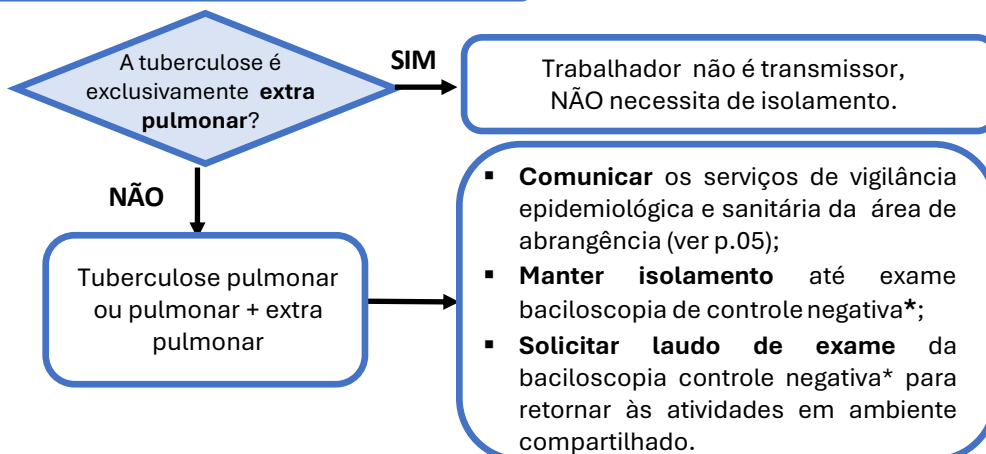 A tuberculose é
exclusivamente extra
pulmonar?
SIM
Trabalhador não é transmissor,
NÃO necessita de isolamento.
NÃO
Tuberculose pulmonar
ou pulmonar + extra
pulmonar
▪ Comunicar os serviços de vigilância
epidemiológica e sanitária da área de
abrangência (ver p.05);
▪ Manter isolamento até exame
baciloscopia de controle negativa*;
▪ Solicitar laudo de exame da
baciloscopia controle negativa* para
retornar às atividades em ambiente
compartilhado.